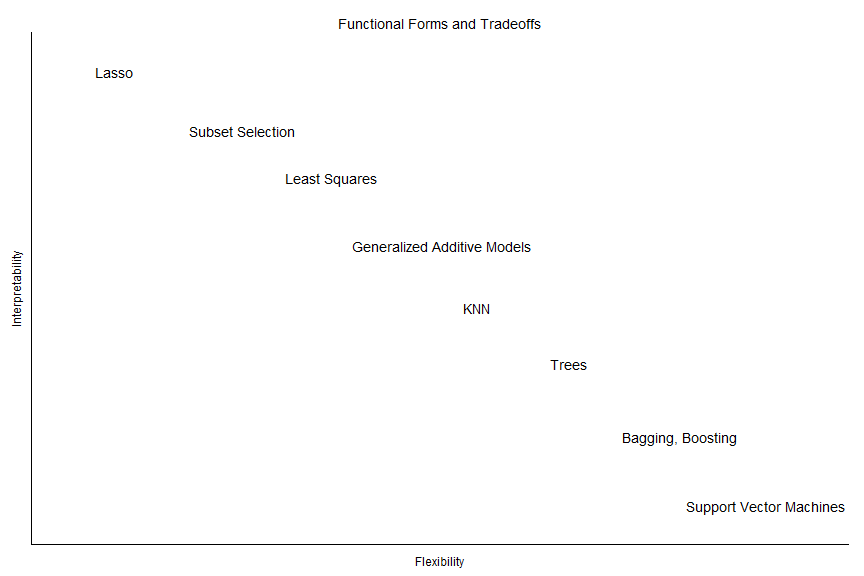 Functional Forms and Tradeoffs
Lasso
Subset Selection
Least Squares
Generalized Additive Models
Interpretability
KNN
Trees
Bagging, Boosting
Support Vector Machines
Flexibility